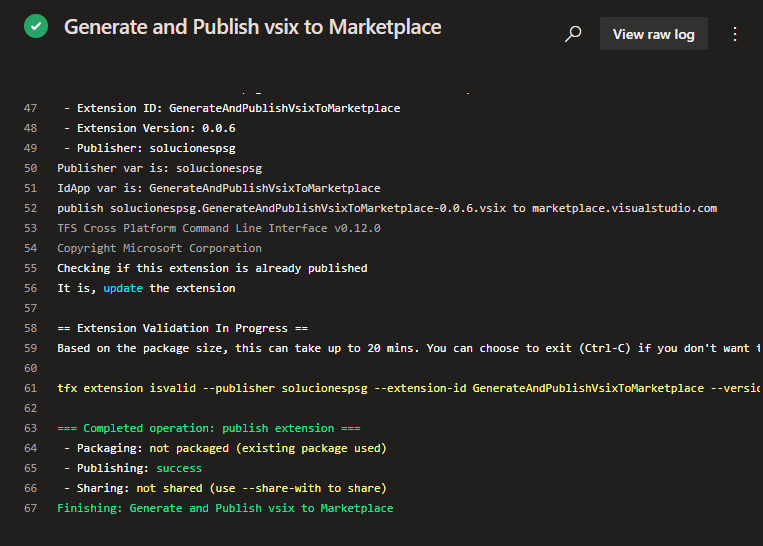 Generate and Publish vsix to Marketplace
View raw log
47 - Extension ID: GenerateAndPublishVsixToMarketplace
48 - Extension Version: 0.0.6
49 - Publisher: solucionespsg
50 Publisher var is: solucionespsg
51 IdApp var is: GenerateAndPublishVsixToMarketplace
52 publish solucionespsg.GenerateAndPublishVsixToMarketplace-0.0.6.vsix to marketplace.visualstudio.com
53 TFS Cross Platform Command Line Interface v0.12.0
54 Copyright Microsoft Corporation
55 Checking if this extension is already published
56 It is, update the extension
57
58 == Extension Validation In Progress ==
59 Based on the package size, this can take up to 20 mins. You can choose to exit (Ctrl-C) if you don't want
60
61 tfx extension isvalid --publisher solucionespsg --extension-id GenerateAndPublishVsixToMarketplace --versio
62
63 === Completed operation: publish extension ===
64 - Packaging: not packaged (existing package used)
65 - Publishing: success
66 - Sharing: not shared (use --share-with to share)
67 Finishing: Generate and Publish vsix to Marketplace